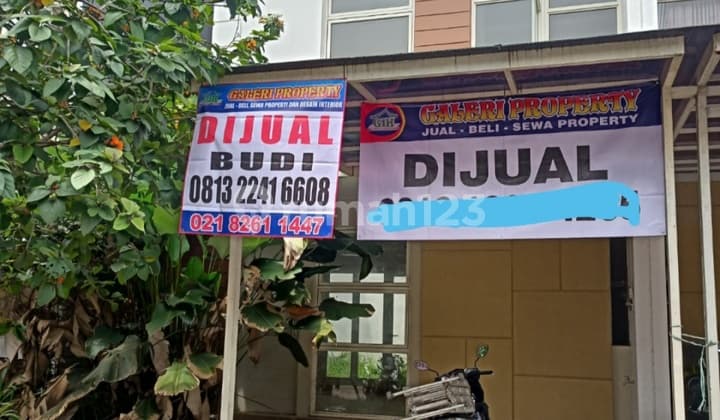 GALERI PROPERTY
JUAL - BELI SEWA PROPERTY DAN DESAIN INTERIOR
DIJUAL
BUDI
0813 2241 6608
021 8261 1447
GALERI PROPERTY
JUAL - BELI - SEWA PROPERTY
DIJUAL